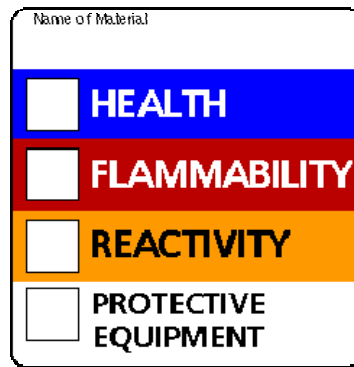 Name of Material
HEALTH
FLAMMABILITY
REACTIVITY
PROTECTIVE
EQUIPMENT